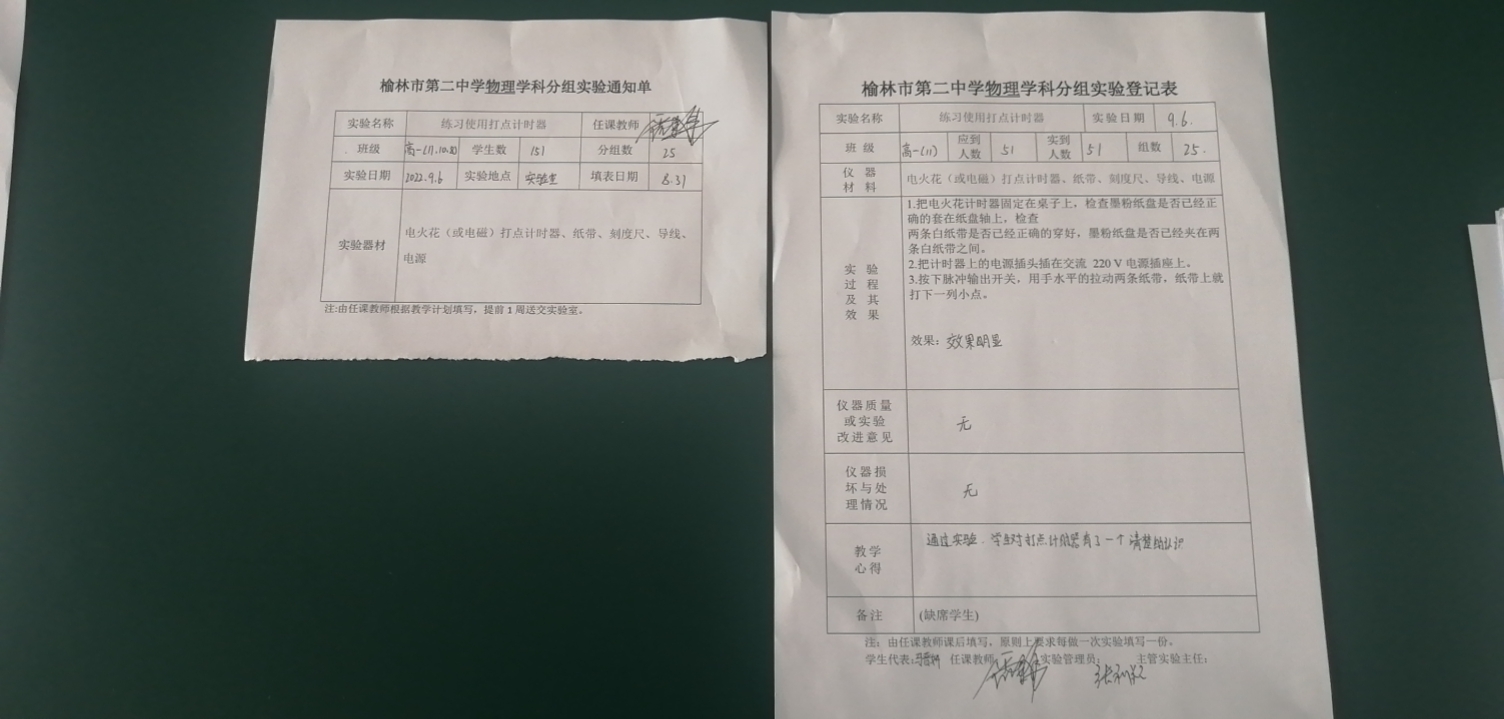 榆林市第二中学物理学科分组实验通知单
实验名称 练习使用打点计时器 任课教师
班级 学生数 151 分组数 25
实验日期 2022.9.6 实验地点 实验室 填表日期 8.31
实验器材 电火花（或电磁）打点计时器、纸带、刻度尺、导线、
电源
注:由任课教师根据教学计划填写，提前 1 周送交实验室。
榆林市第二中学物理学科分组实验登记表
实验名称 练习使用打点计时器 实验日期 9.6.
班级 高一(11) 应到人数 51 实到人数 51 组数 25.
仪器材料 电火花（或电磁）打点计时器、纸带、刻度尺、导线、电源
实验过程及其效果
1.把电火花计时器固定在桌子上，检查墨粉纸盘是否已经正
确的套在纸盘轴上，检查
两条白纸带是否已经正确的穿好，墨粉纸盘是否已经夹在两
条白纸带之间。
2.把计时器上的电源插头插在交流 220 V 电源插座上。
3.按下脉冲输出开关，用手水平的拉动两条纸带，纸带上就
打下一列小点。
效果：效果明显
仪器质量或实验改进意见 无
仪器损坏与处理情况 无
教学心得 通过实验．学生对打点计时器有了一个清楚的认识
备注 (缺席学生)
注：由任课教师课后填写，原则上要求每做一次实验填写一份。
学生代表： 任课教师 实验管理员： 主管实验主任：